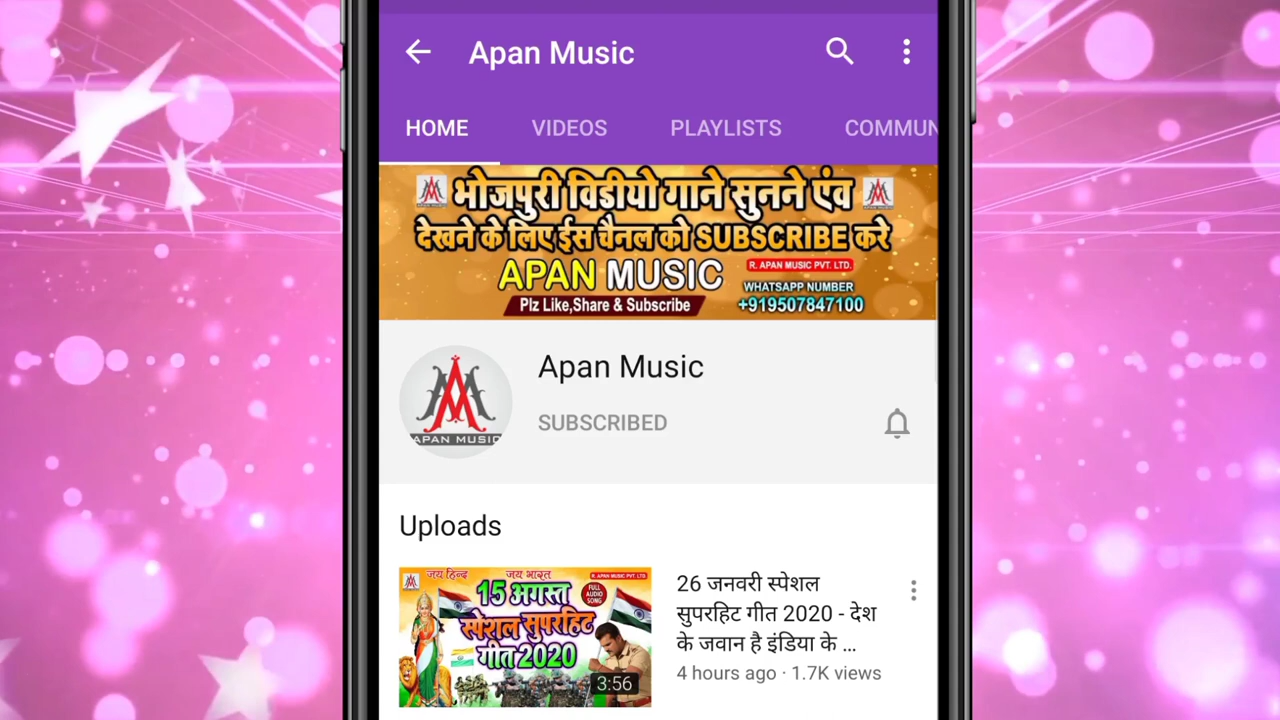 Apan Music
HOME VIDEOS PLAYLISTS COMMUN
भोजपुरी विडीयो गाने सुनने एंव
देखने के लिए ईस चैनल को SUBSCRIBE करे
APAN MUSIC
R. APAN MUSIC PVT. LTD.
Plz Like,Share & Subscribe
WHATSAPP NUMBER
+919507847100
Apan Music
SUBSCRIBED
APAN MUSIC
Uploads
जय हिन्द जय भारत
R. APAN MUSIC PVT. LTD
15 अगस्त
FULL
AUDIO
SONG
स्पेशल सुपरहिट
गीत 2020
3:56
26 जनवरी स्पेशल
सुपरहिट गीत 2020 - देश
के जवान है इंडिया के ...
4 hours ago · 1.7K views